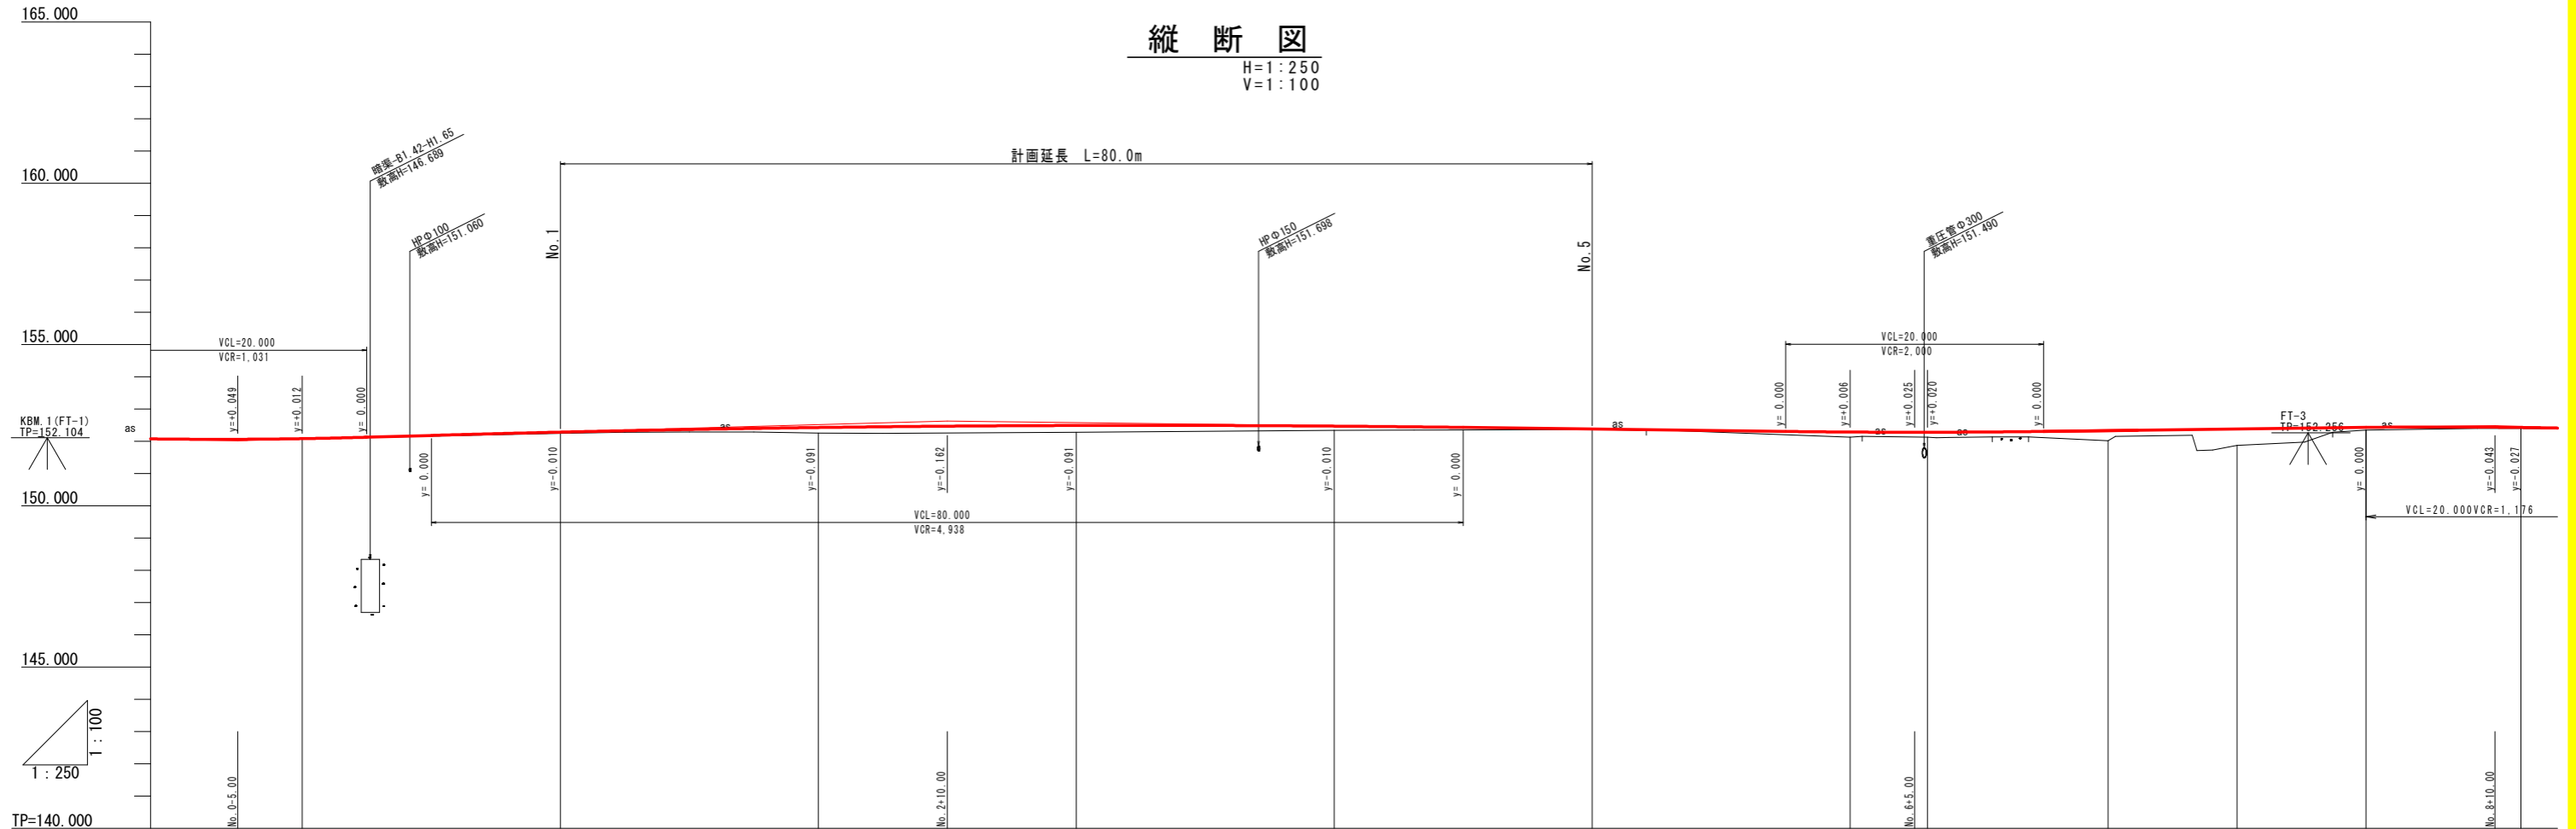 縦断図
H=1:250
V=1:100
165.000
160.000
155.000
150.000
145.000
TP=140.000
KBM.1(FT-1)
TP=152.104
as
1:100
1:250
暗渠-B1.42-H1.65
敷高H=146.689
HPΦ100
敷高H=151.060
計画延長 L=80.0m
No.1
No.5
HPΦ150
敷高H=151.698
重圧管Φ300
敷高H=151.490
VCL=20.000
VCR=1,031
y=+0.049
y=+0.012
y= 0.000
y= 0.000
y=-0.010
as
y=-0.091
y=-0.162
y=-0.091
y=-0.010
y= 0.000
VCL=80.000
VCR=4,938
as
VCL=20.000
VCR=2,000
y= 0.000
y=+0.006
y=+0.025
y=+0.020
y= 0.000
as
as
FT-3
TP=152.256
as
y= 0.000
y=-0.043
y=-0.027
VCL=20.000VCR=1,176
No.0-5.00
No.2+10.00
No.6+5.00
No.8+10.00